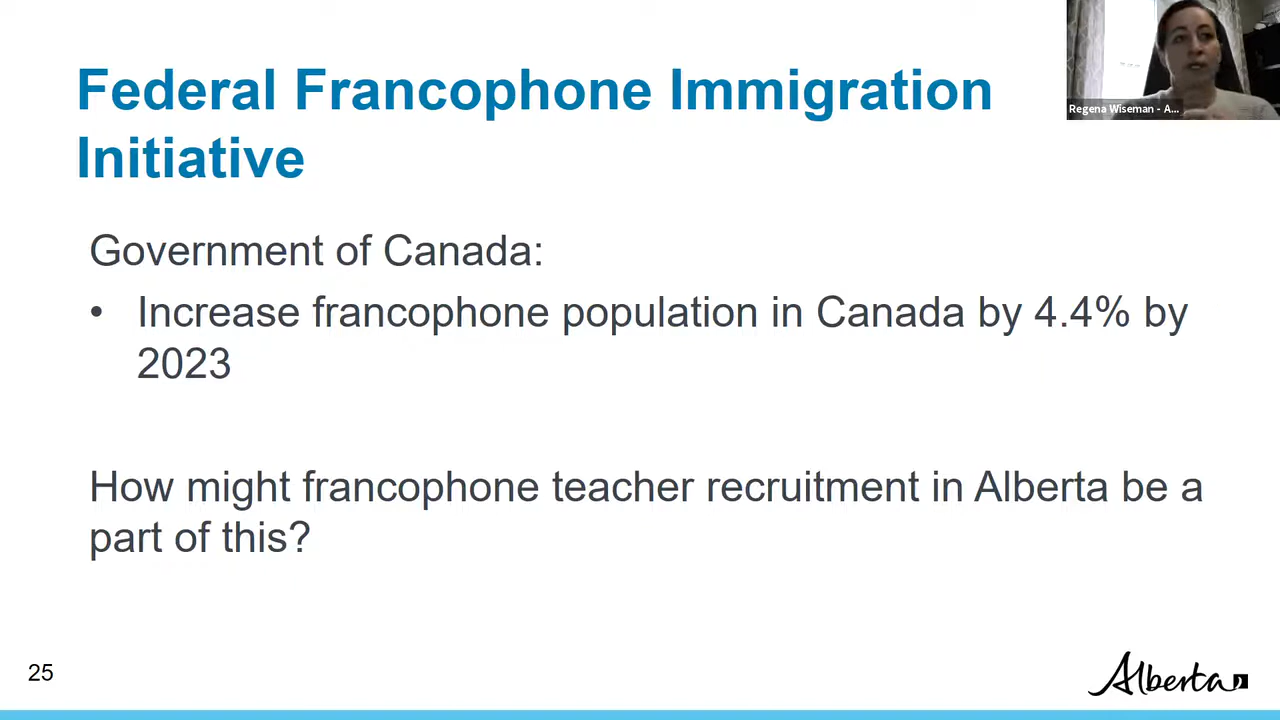 Federal Francophone Immigration
Initiative
Regena Wiseman - A...
Government of Canada:
• Increase francophone population in Canada by 4.4% by
2023
How might francophone teacher recruitment in Alberta be a
part of this?
25
Alberta